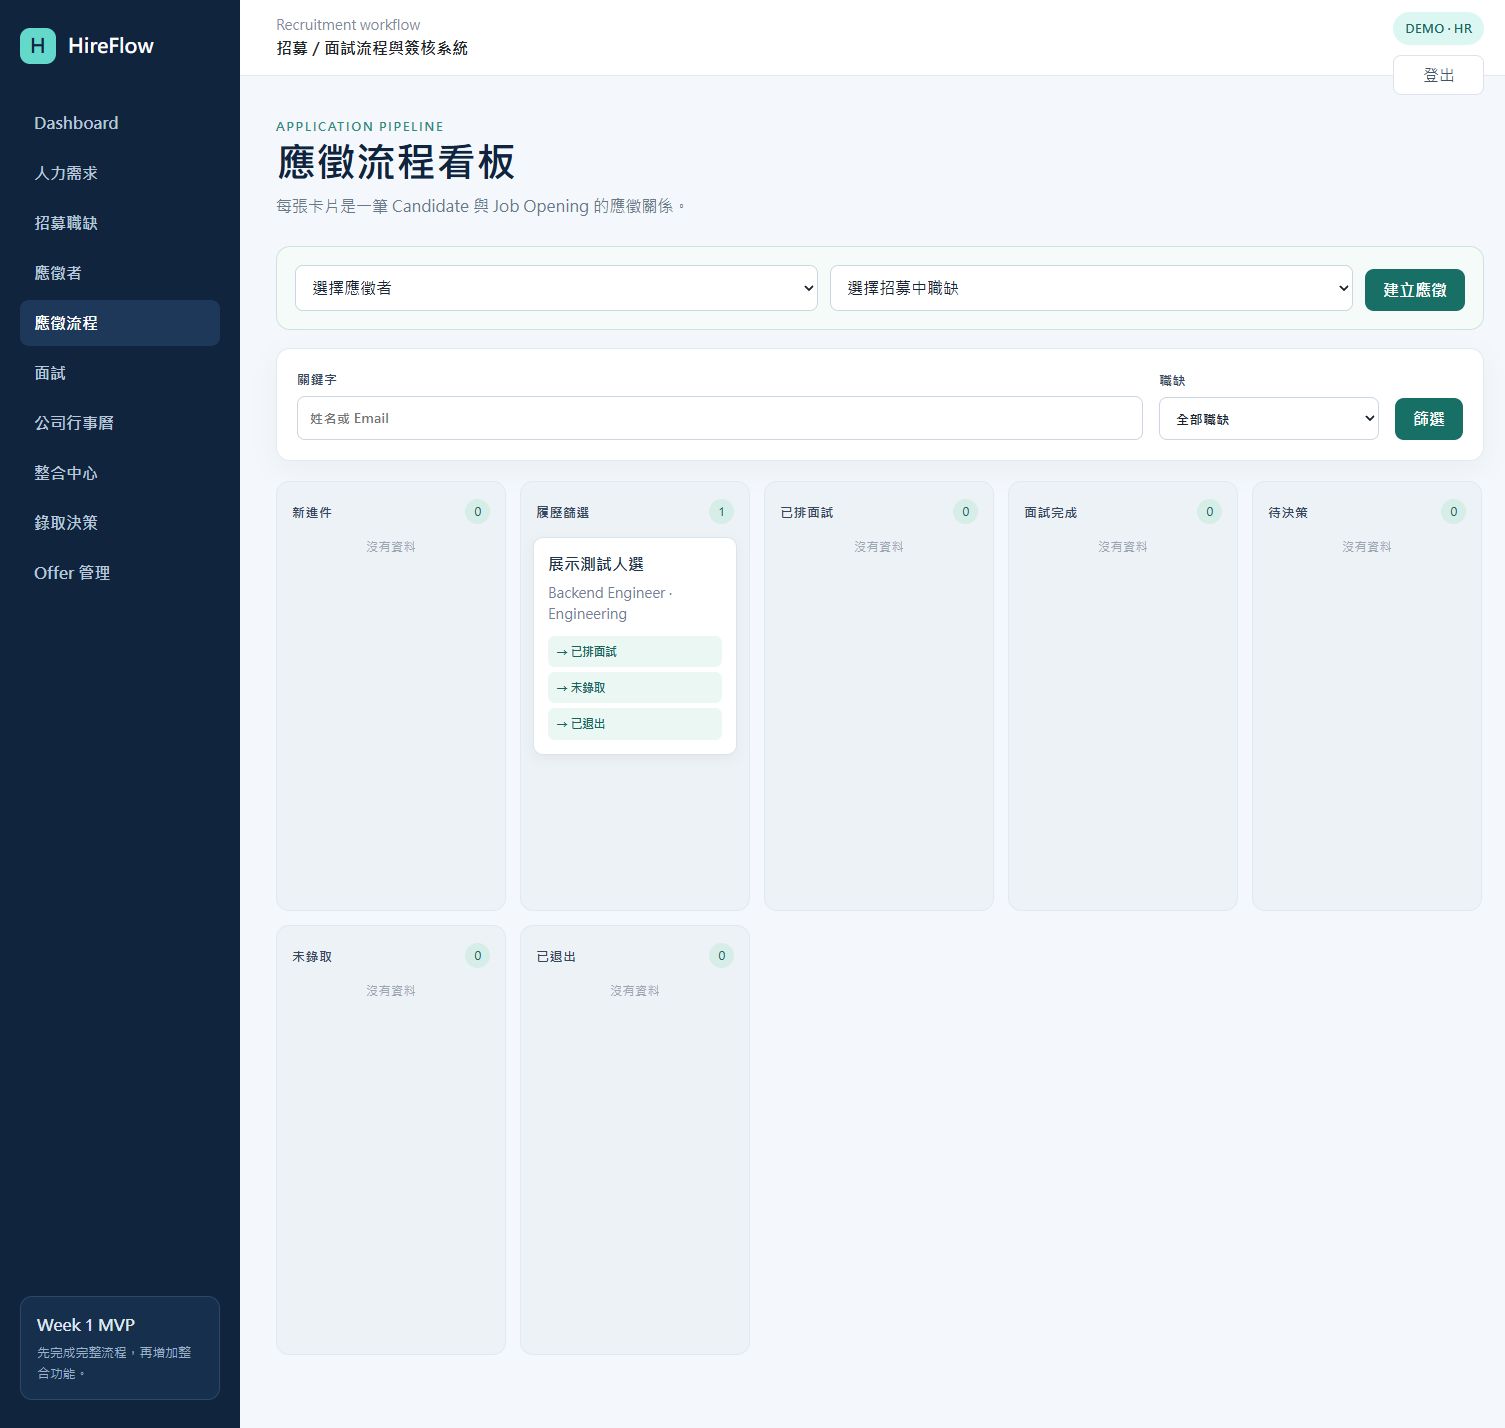 H HireFlow
Dashboard
人力需求
招募職缺
應徵者
應徵流程
面試
公司行事曆
整合中心
錄取決策
Offer 管理
Week 1 MVP
先完成完整流程，再增加整
合功能。
Recruitment workflow
招募 / 面試流程與簽核系統
DEMO · HR
登出
APPLICATION PIPELINE
應徵流程看板
每張卡片是一筆 Candidate 與 Job Opening 的應徵關係。
選擇應徵者
選擇招募中職缺
建立應徵
關鍵字
姓名或 Email
職缺
全部職缺
篩選
新進件 0
沒有資料
履歷篩選 1
展示測試人選
Backend Engineer ·
Engineering
→ 已排面試
→ 未錄取
→ 已退出
已排面試 0
沒有資料
面試完成 0
沒有資料
待決策 0
沒有資料
未錄取 0
沒有資料
已退出 0
沒有資料